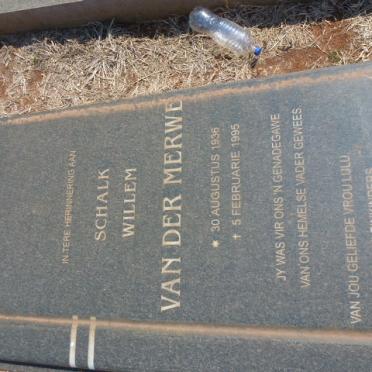 IN TERE HERINNERING AAN
SCHALK
WILLEM
VAN DER MERWE
★ 30 AUGUSTUS 1936
✝ 5 FEBRUARIE 1995
JY WAS VIR ONS 'N GENADEGAWE
VAN ONS HEMELSE VADER GEWEES.
VAN JOU GELIEFDE VROU LULU,